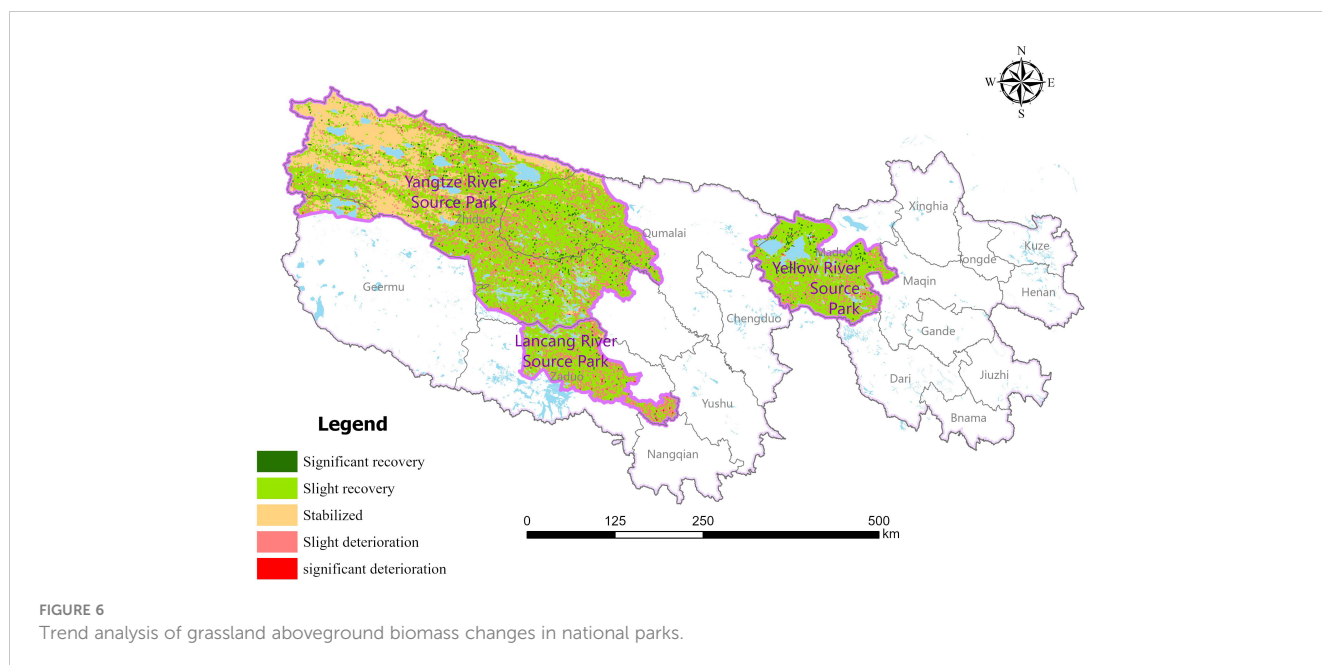 N
W
E
S
Yangtze River
Source Park
Zhiduo
Qumalai
Geermu
Lancang River
Source Park
Zaduo
Chengduo
Yushu
Nangqian
Maduo
Yellow River
Source
Park
Xinghia
Tongde
Kuze
Henan
Maqin
Gande
Dari
Jiuzhi
Bnama
Legend
Significant recovery
Slight recovery
Stabilized
Slight deterioration
significant deterioration
0 125 250 500
km
FIGURE 6
Trend analysis of grassland aboveground biomass changes in national parks.